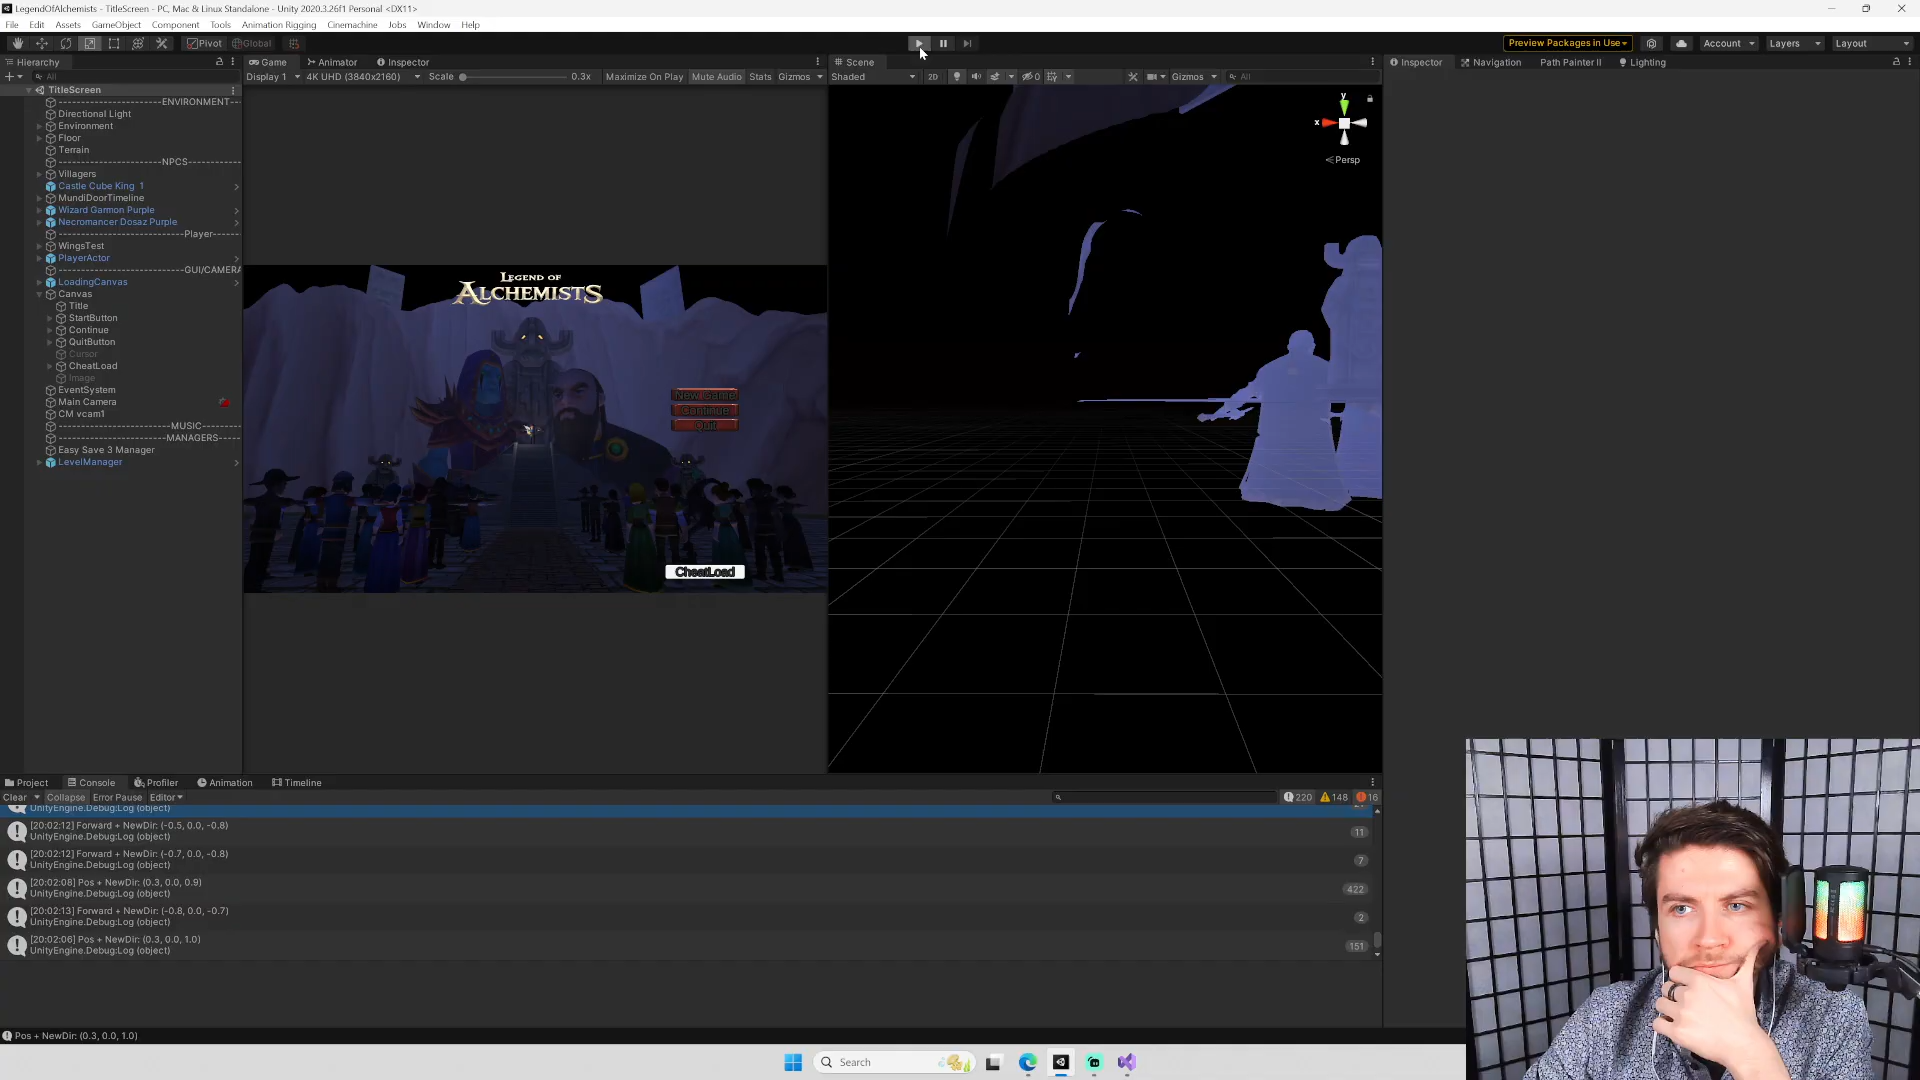 LegendOfAlchemists - TitleScreen - PC, Mac & Linux Standalone - Unity 2020.3.26f1 Personal <DX11>
File Edit Assets GameObject Component Tools Animation Rigging Cinemachine Jobs Window Help
Pivot Global
Preview Packages in Use Account Layers Layout
Hierarchy
All
Game Animator Inspector
Display 1 4K UHD (3840x2160) Scale 0.3x Maximize On Play Mute Audio Stats Gizmos
Scene
Shaded 2D 0 Gizmos All
Inspector Navigation Path Painter II Lighting
TitleScreen
------------------------ENVIRONMENT--
Directional Light
Environment
Floor
Terrain
------------------------NPCS------------
Villagers
Castle Cube King 1
MundiDoorTimeline
Wizard Garmon Purple
Necromancer Dosaz Purple
-----------------------------Player------
WingsTest
PlayerActor
-----------------------------GUI/CAMERA
LoadingCanvas
Canvas
Title
StartButton
Continue
QuitButton
Cursor
CheatLoad
Image
EventSystem
Main Camera
CM vcam1
--------------------------MUSIC---------
-------------------------MANAGERS-----
Easy Save 3 Manager
LevelManager
LEGEND OF
ALCHEMISTS
New Game
Continue
Quit
CheatLoad
y
x
Persp
Project Console Profiler Animation Timeline
Clear Collapse Error Pause Editor
220 148 16
UnityEngine.Debug:Log (object)
[20:02:12] Forward + NewDir: (-0.5, 0.0, -0.8)
UnityEngine.Debug:Log (object)
11
[20:02:12] Forward + NewDir: (-0.7, 0.0, -0.8)
UnityEngine.Debug:Log (object)
7
[20:02:08] Pos + NewDir: (0.3, 0.0, 0.9)
UnityEngine.Debug:Log (object)
422
[20:02:13] Forward + NewDir: (-0.8, 0.0, -0.7)
UnityEngine.Debug:Log (object)
2
[20:02:06] Pos + NewDir: (0.3, 0.0, 1.0)
UnityEngine.Debug:Log (object)
151
Pos + NewDir: (0.3, 0.0, 1.0)
Search